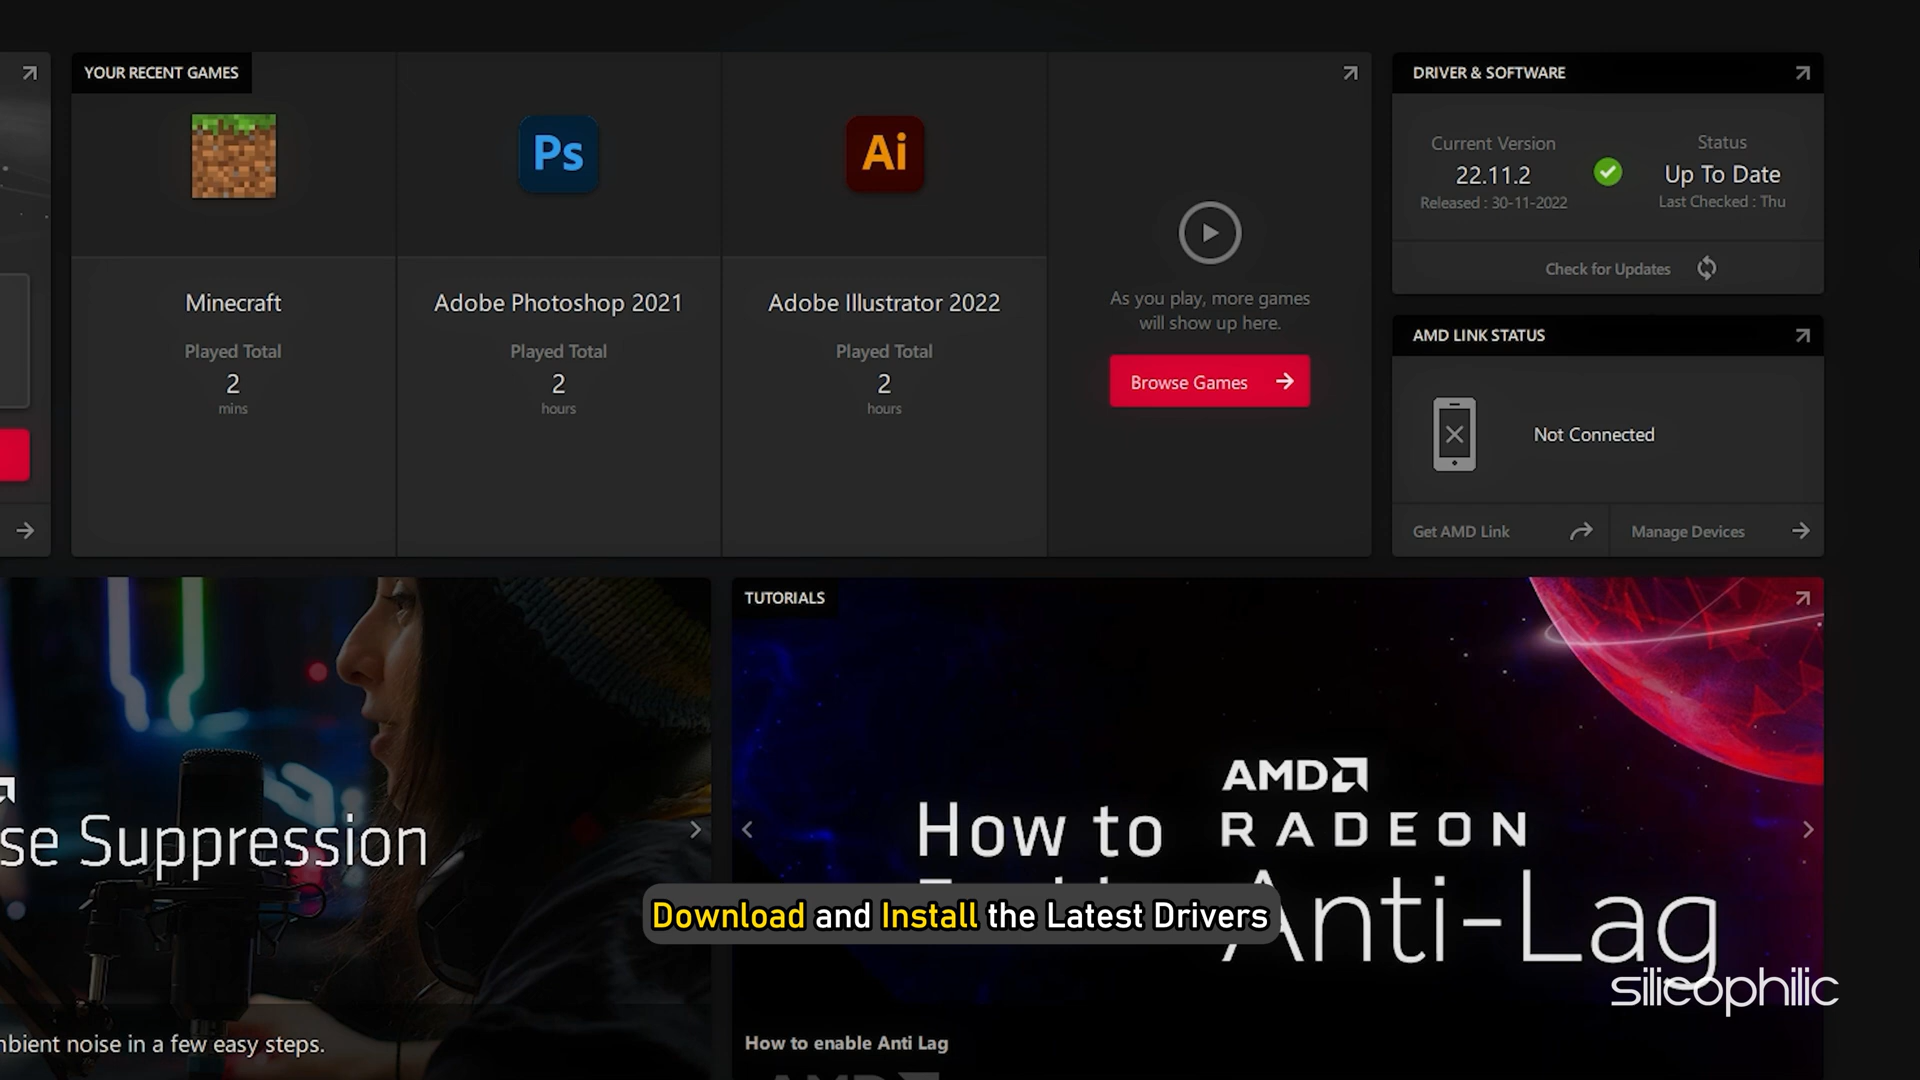 YOUR RECENT GAMES
Ps
Ai
Minecraft
Played Total
2
mins
Adobe Photoshop 2021
Played Total
2
hours
Adobe Illustrator 2022
Played Total
2
hours
As you play, more games
will show up here.
Browse Games
DRIVER & SOFTWARE
Current Version
22.11.2
Released : 30-11-2022
Status
Up To Date
Last Checked : Thu
Check for Updates
AMD LINK STATUS
Not Connected
Get AMD Link
Manage Devices
se Suppression
mbient noise in a few easy steps.
TUTORIALS
How to
AMD
RADEON
Anti-Lag
Download and Install the Latest Drivers
silicophilic
How to enable Anti Lag